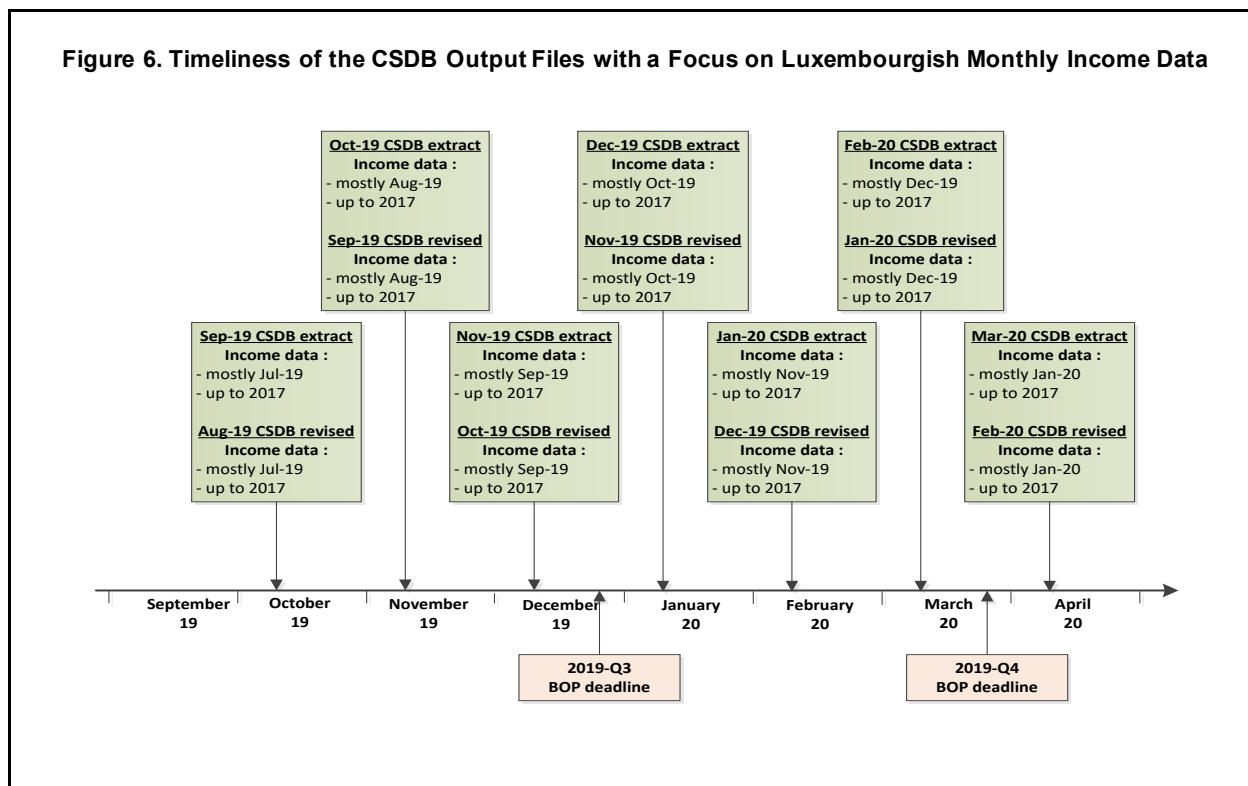 Figure 6. Timeliness of the CSDB Output Files with a Focus on Luxembourgish Monthly Income Data
Oct-19 CSDB extract
Income data :
- mostly Aug-19
- up to 2017
Sep-19 CSDB revised
Income data :
- mostly Aug-19
- up to 2017
Dec-19 CSDB extract
Income data :
- mostly Oct-19
- up to 2017
Nov-19 CSDB revised
Income data :
- mostly Oct-19
- up to 2017
Feb-20 CSDB extract
Income data :
- mostly Dec-19
- up to 2017
Jan-20 CSDB revised
Income data :
- mostly Dec-19
- up to 2017
Sep-19 CSDB extract
Income data :
- mostly Jul-19
- up to 2017
Aug-19 CSDB revised
Income data :
- mostly Jul-19
- up to 2017
Nov-19 CSDB extract
Income data :
- mostly Sep-19
- up to 2017
Oct-19 CSDB revised
Income data :
- mostly Sep-19
- up to 2017
Jan-20 CSDB extract
Income data :
- mostly Nov-19
- up to 2017
Dec-19 CSDB revised
Income data :
- mostly Nov-19
- up to 2017
Mar-20 CSDB extract
Income data :
- mostly Jan-20
- up to 2017
Feb-20 CSDB revised
Income data :
- mostly Jan-20
- up to 2017
September
19
October
19
November
19
December
19
January
20
February
20
March
20
April
20
2019-Q3
BOP deadline
2019-Q4
BOP deadline